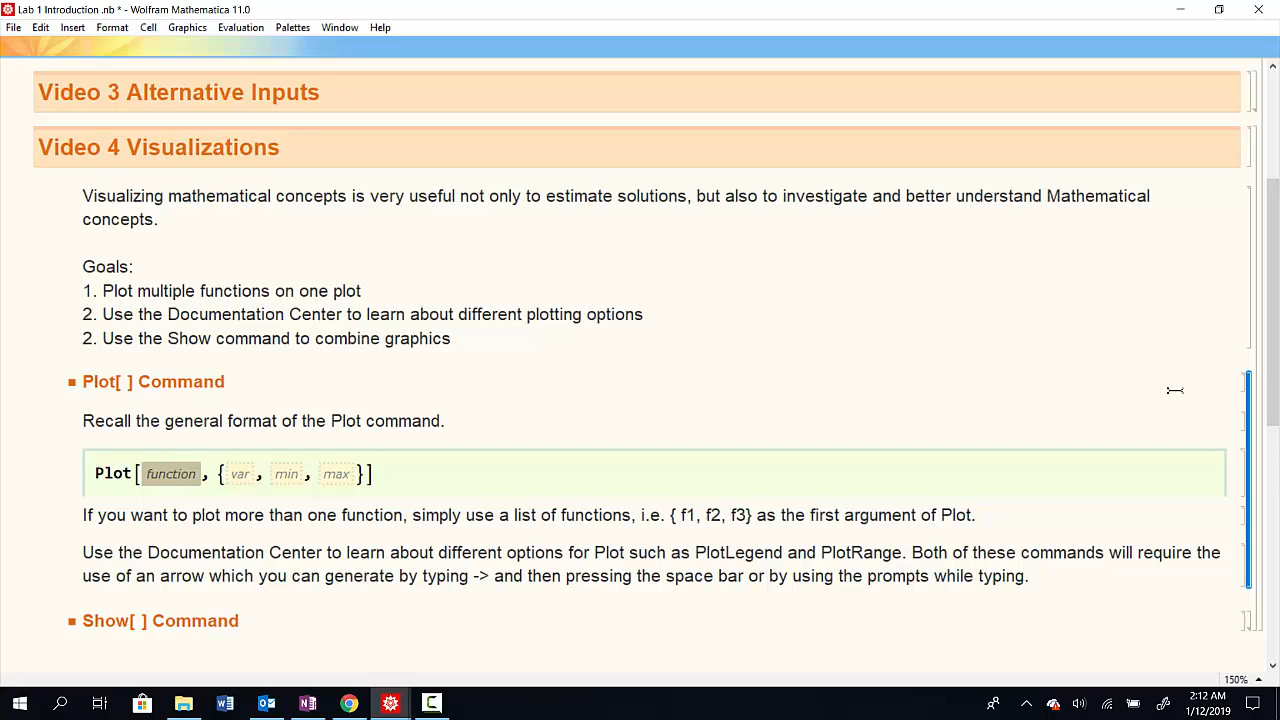 Lab 1 Introduction .nb * - Wolfram Mathematica 11.0
File Edit Insert Format Cell Graphics Evaluation Palettes Window Help
Video 3 Alternative Inputs
Video 4 Visualizations
Visualizing mathematical concepts is very useful not only to estimate solutions, but also to investigate and better understand Mathematical
concepts.
Goals:
1. Plot multiple functions on one plot
2. Use the Documentation Center to learn about different plotting options
2. Use the Show command to combine graphics
Plot[ ] Command
Recall the general format of the Plot command.
Plot[function, {var, min, max}]
If you want to plot more than one function, simply use a list of functions, i.e. { f1, f2, f3} as the first argument of Plot.
Use the Documentation Center to learn about different options for Plot such as PlotLegend and PlotRange. Both of these commands will require the
use of an arrow which you can generate by typing -> and then pressing the space bar or by using the prompts while typing.
Show[ ] Command
150%
2:12 AM
1/12/2019